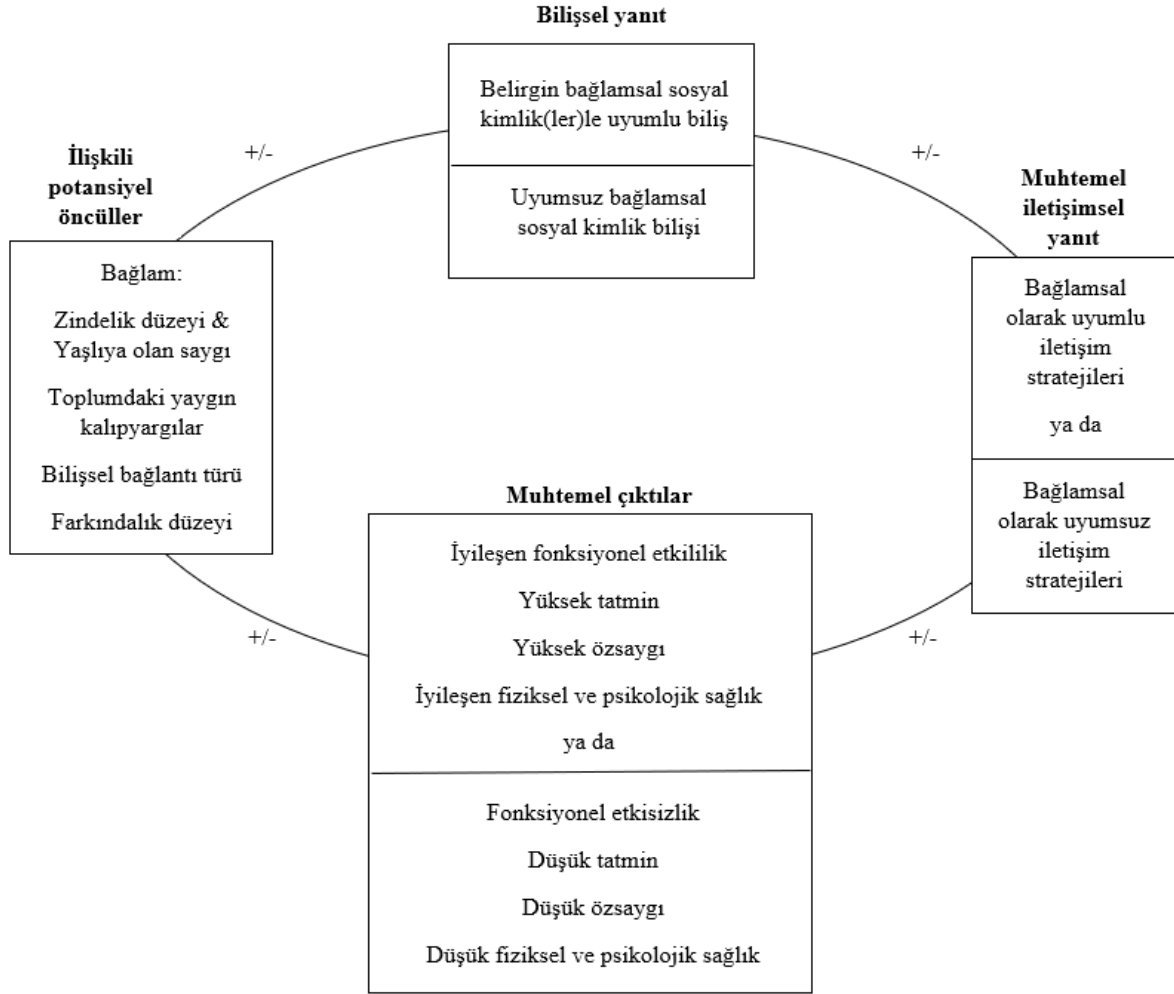 Bilişsel yanıt
Belirgin bağlamsal sosyal
kimlik(ler)le uyumlu biliş
Uyumsuz bağlamsal
sosyal kimlik bilişi
+/-
+/-
İlişkili
potansiyel
öncüller
Bağlam:
Zindelik düzeyi &
Yaşlıya olan saygı
Toplumdaki yaygın
kalıpyargılar
Bilişsel bağlantı türü
Farkındalık düzeyi
Muhtemel
iletişimsel
yanıt
Bağlamsal
olarak uyumlu
iletişim
stratejileri
ya da
Bağlamsal
olarak uyumsuz
iletişim
stratejileri
+/-
+/-
Muhtemel çıktılar
İyileşen fonksiyonel etkililik
Yüksek tatmin
Yüksek özsaygı
İyileşen fiziksel ve psikolojik sağlık
ya da
Fonksiyonel etkisizlik
Düşük tatmin
Düşük özsaygı
Düşük fiziksel ve psikolojik sağlık